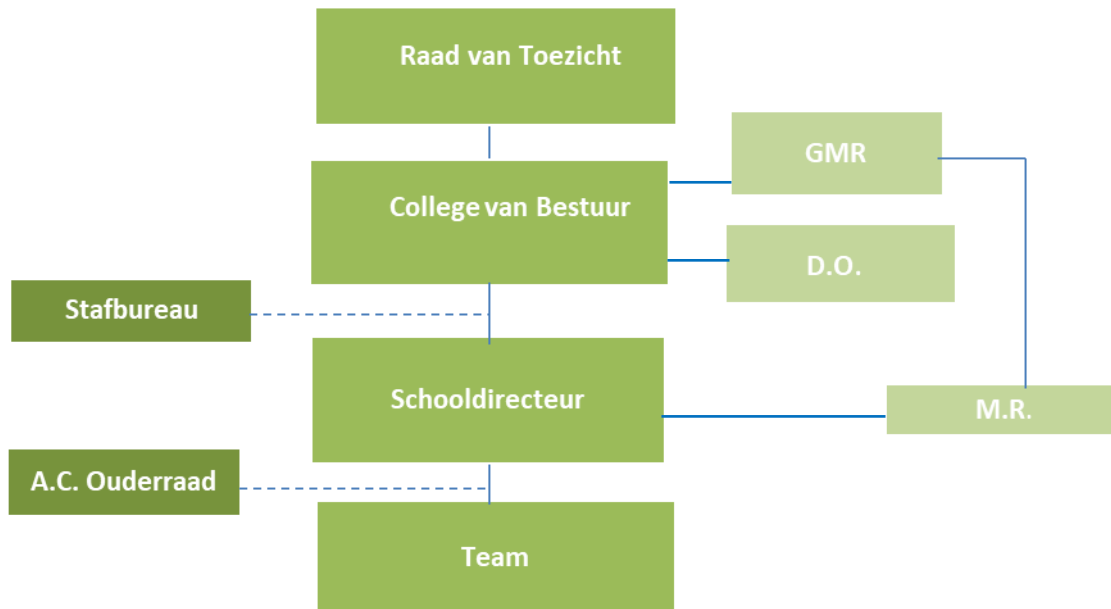 Raad van Toezicht
GMR
College van Bestuur
D.O.
Stafbureau
Schooldirecteur
M.R.
A.C. Ouderraad
Team